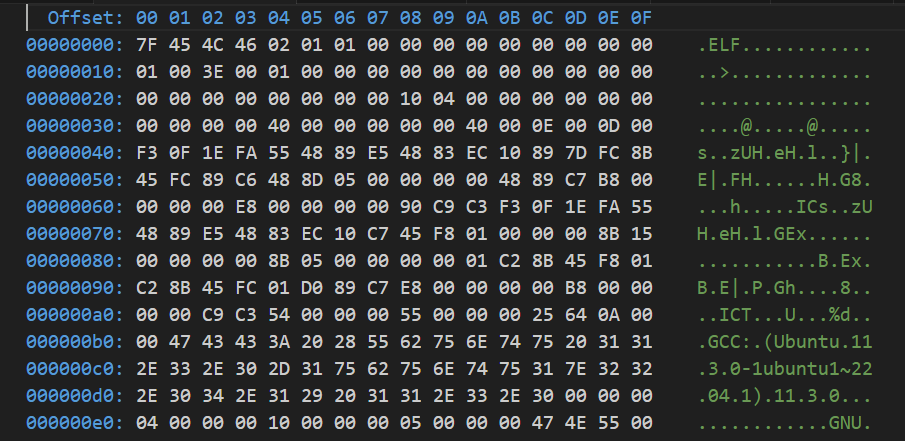 Offset: 00 01 02 03 04 05 06 07 08 09 0A 0B 0C 0D 0E 0F
00000000: 7F 45 4C 46 02 01 01 00 00 00 00 00 00 00 00 00 .ELF............
00000010: 01 00 3E 00 01 00 00 00 00 00 00 00 00 00 00 00 ..>.............
00000020: 00 00 00 00 00 00 00 00 10 04 00 00 00 00 00 00 ................
00000030: 00 00 00 00 40 00 00 00 00 00 40 00 0E 00 0D 00 ....@.....@.....
00000040: F3 0F 1E FA 55 48 89 E5 48 83 EC 10 89 7D FC 8B s..zUH.eH.l..}|.
00000050: 45 FC 89 C6 48 8D 05 00 00 00 00 48 89 C7 B8 00 E|.FH......H.G8.
00000060: 00 00 00 E8 00 00 00 00 90 C9 C3 F3 0F 1E FA 55 ...h.....ICs..zU
00000070: 48 89 E5 48 83 EC 10 C7 45 F8 01 00 00 00 8B 15 H.eH.l.GEx......
00000080: 00 00 00 00 8B 05 00 00 00 00 01 C2 8B 45 F8 01 ...........B.Ex.
00000090: C2 8B 45 FC 01 D0 89 C7 E8 00 00 00 00 B8 00 00 B.E|.P.Gh....8..
000000a0: 00 00 C9 C3 54 00 00 00 55 00 00 00 25 64 0A 00 ..ICT...U...%d..
000000b0: 00 47 43 43 3A 20 28 55 62 75 6E 74 75 20 31 31 .GCC:.(Ubuntu.11
000000c0: 2E 33 2E 30 2D 31 75 62 75 6E 74 75 31 7E 32 32 .3.0-1ubuntu1~22
000000d0: 2E 30 34 2E 31 29 20 31 31 2E 33 2E 30 00 00 00 .04.1).11.3.0...
000000e0: 04 00 00 00 10 00 00 00 05 00 00 00 47 4E 55 00 ............GNU.